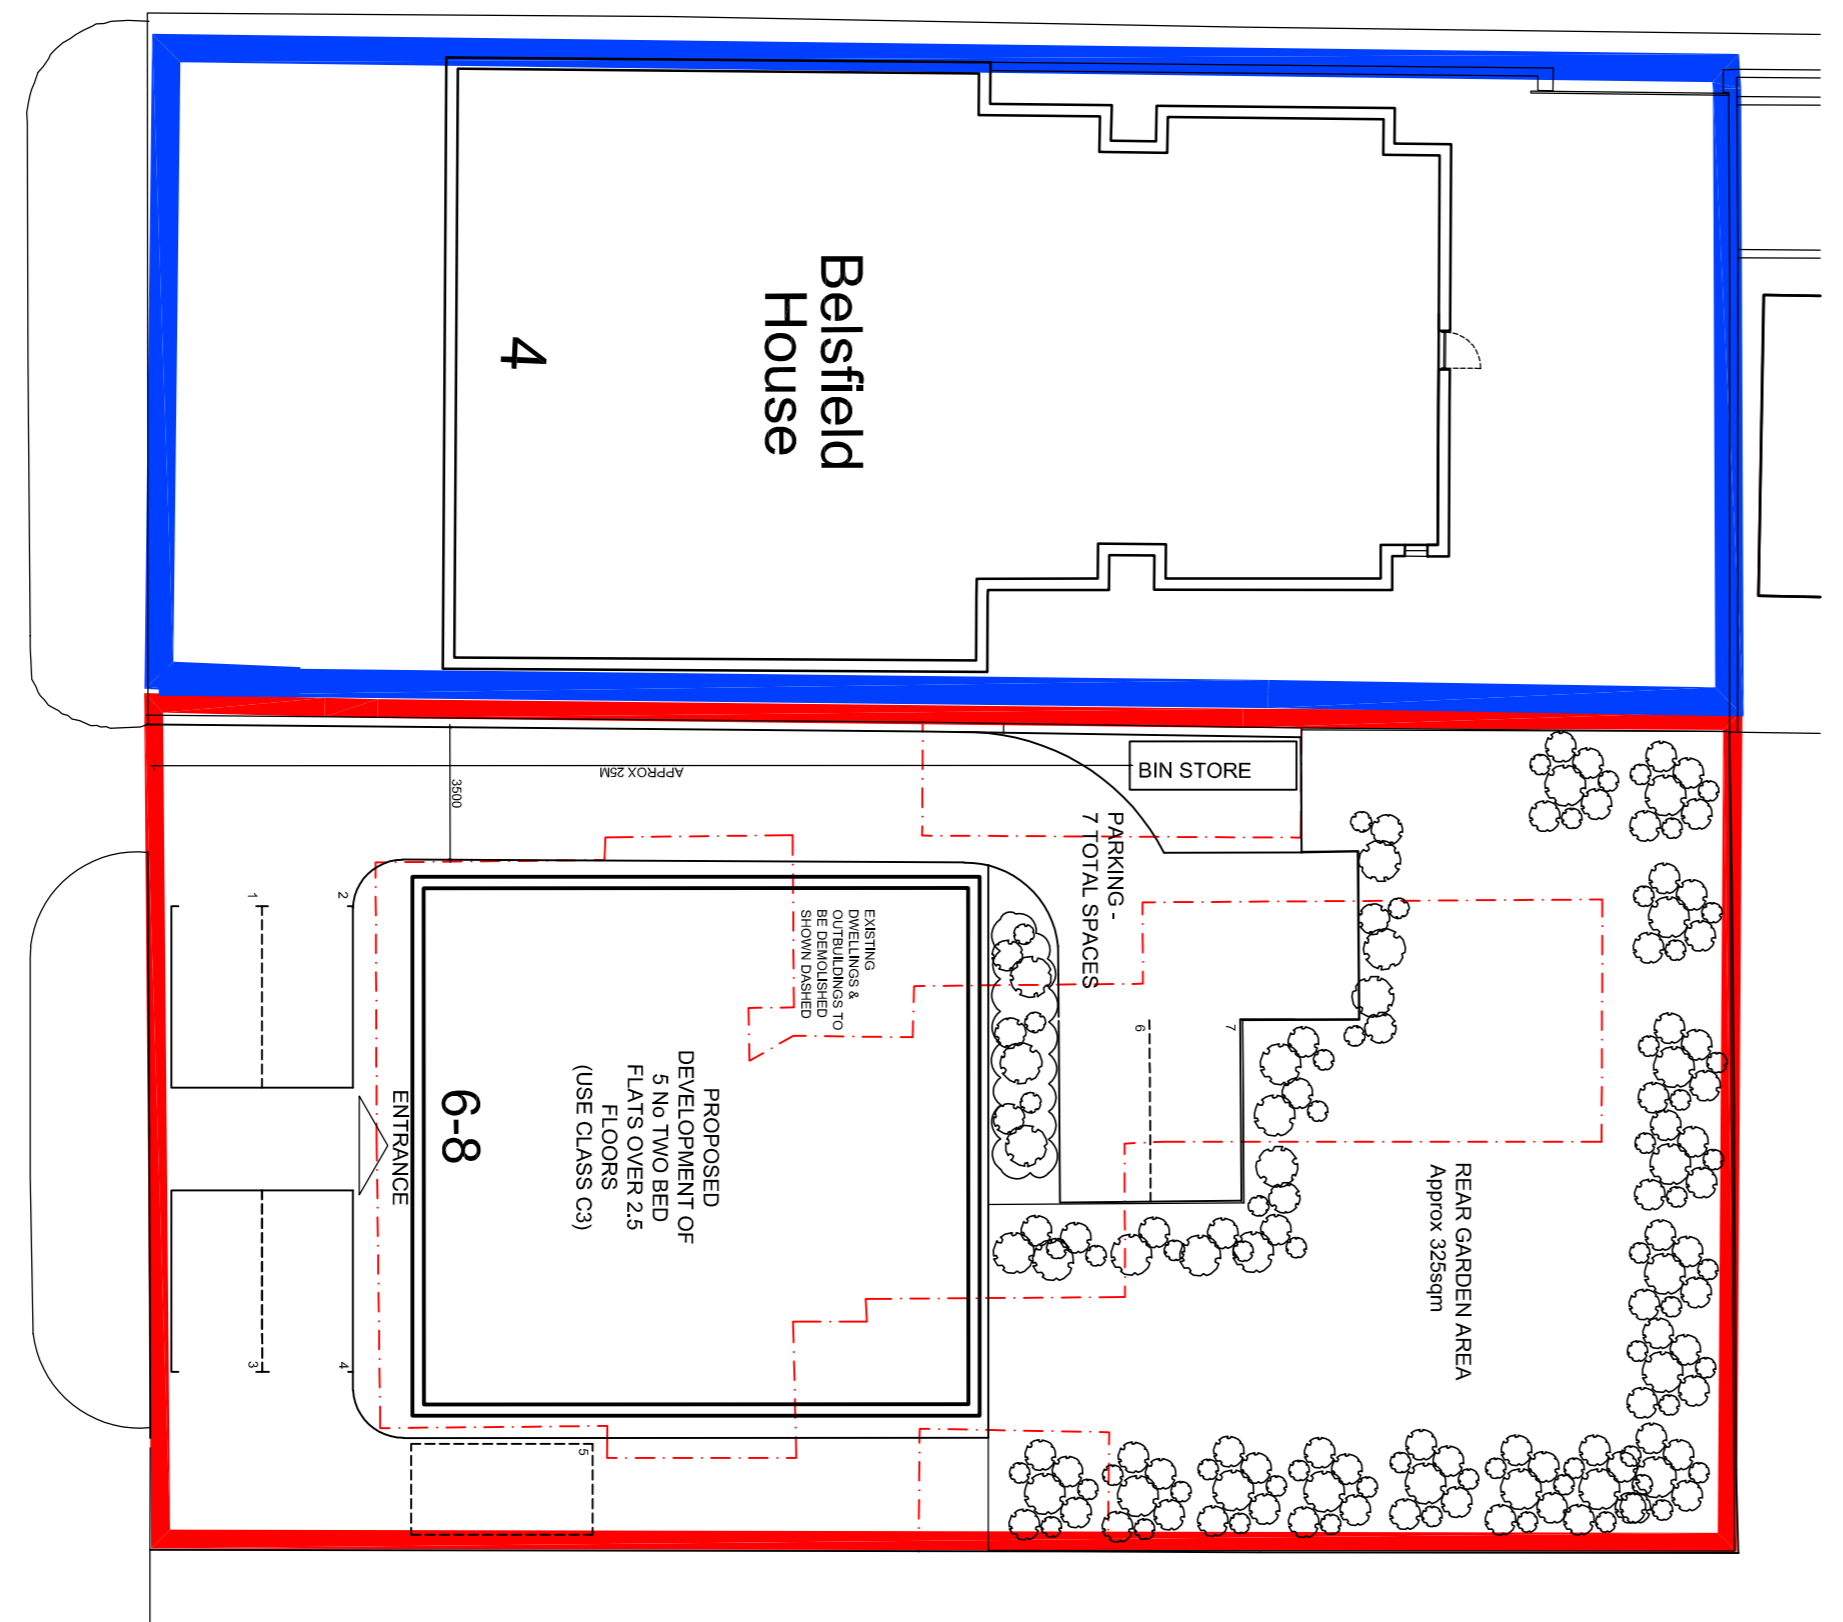 Belsfield
House
4
APPROX 25M
3500
BIN STORE
PARKING -
7 TOTAL SPACES
EXISTING
DWELLINGS &
OUTBUILDINGS TO
BE DEMOLISHED
SHOWN DASHED
1
2
6
7
ENTRANCE
6-8
PROPOSED
DEVELOPMENT OF
5 No TWO BED
FLATS OVER 2.5
FLOORS
(USE CLASS C3)
REAR GARDEN AREA
Approx 325sqm
3
4
5